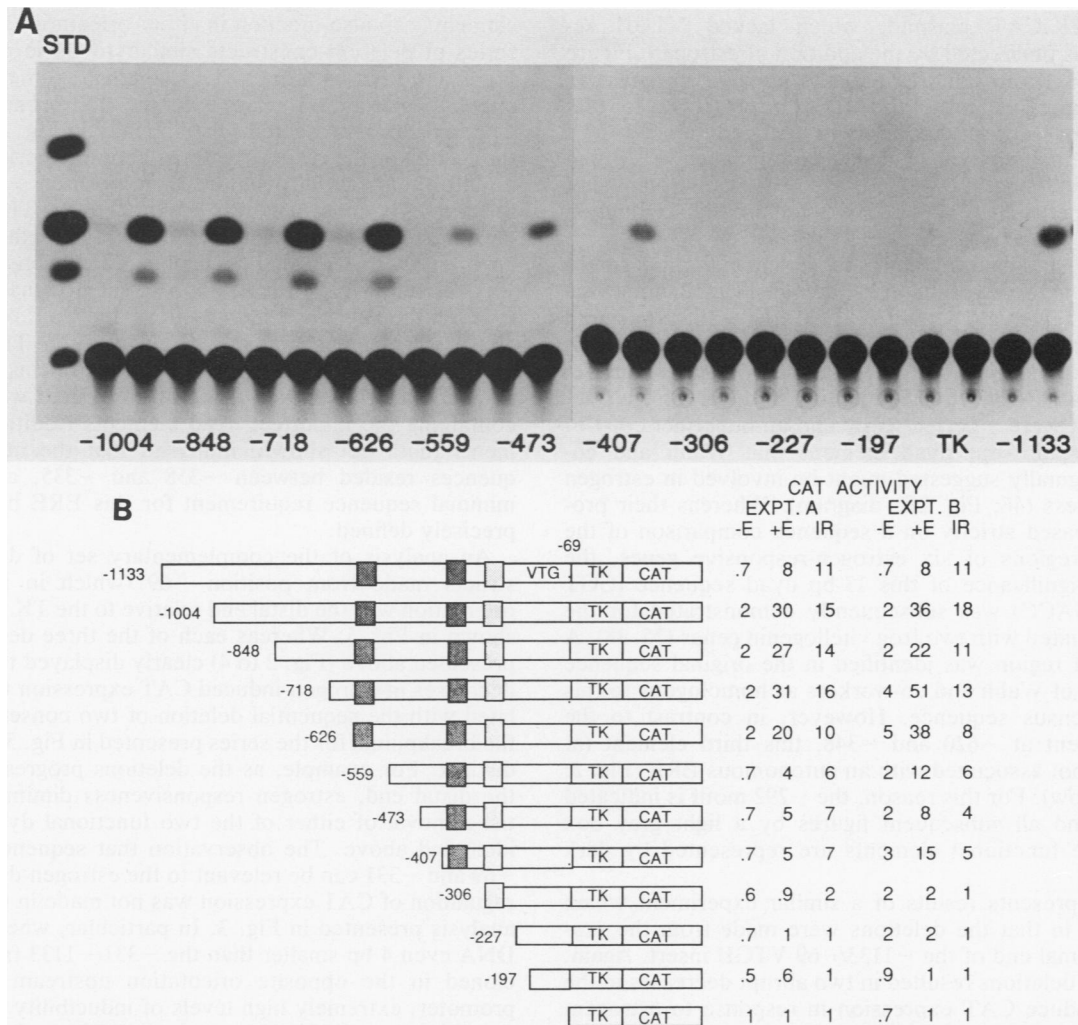 A
STD
-1004 -848 -718 -626 -559 -473 -407 -306 -227 -197 TK -1133
B
CAT ACTIVITY
EXPT. A EXPT. B
-E +E IR -E +E IR
-69
-1133 VTG TK CAT .7 8 11 .7 8 11
-1004 TK CAT 2 30 15 2 36 18
-848 TK CAT 2 27 14 2 22 11
-718 TK CAT 2 31 16 4 51 13
-626 TK CAT 2 20 10 5 38 8
-559 TK CAT .7 4 6 2 12 6
-473 TK CAT .7 5 7 2 8 4
-407 TK CAT .7 5 7 3 15 5
-306 TK CAT .6 .9 2 2 2 1
-227 TK CAT .7 .7 1 2 2 1
-197 TK CAT .5 .6 1 .9 1 1
TK CAT 1 1 1 .7 1 1